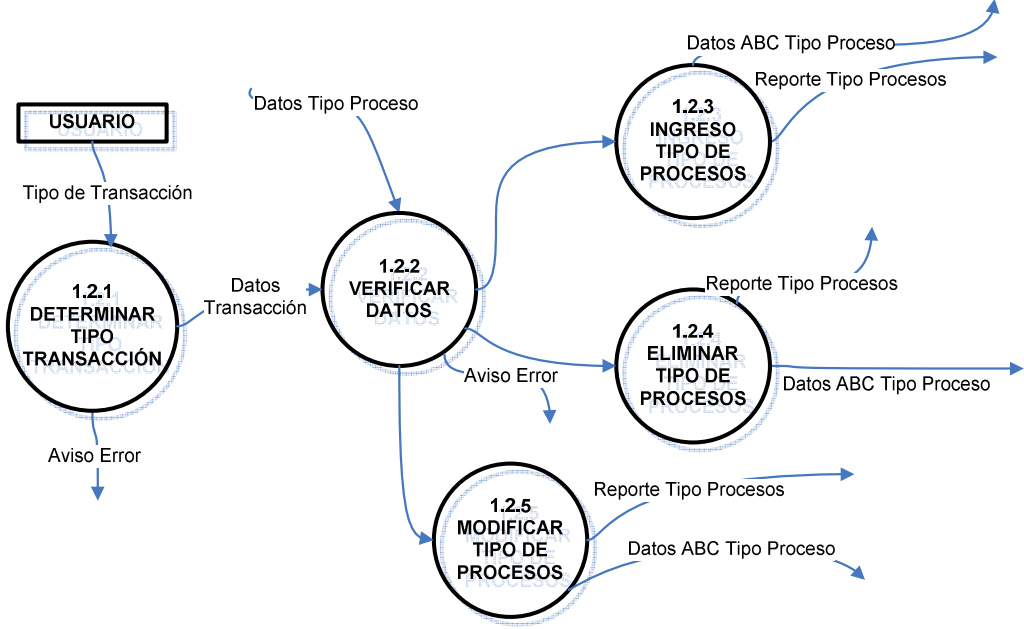 Datos ABC Tipo Proceso
Reporte Tipo Procesos
1.2.3
INGRESO
TIPO DE
PROCESOS
Datos Tipo Proceso
USUARIO
Tipo de Transacción
1.2.1
DETERMINAR
TIPO
TRANSACCIÓN
Datos
Transacción
1.2.2
VERIFICAR
DATOS
Reporte Tipo Procesos
1.2.4
ELIMINAR
TIPO DE
PROCESOS
Datos ABC Tipo Proceso
Aviso Error
Aviso Error
1.2.5
MODIFICAR
TIPO DE
PROCESOS
Reporte Tipo Procesos
Datos ABC Tipo Proceso